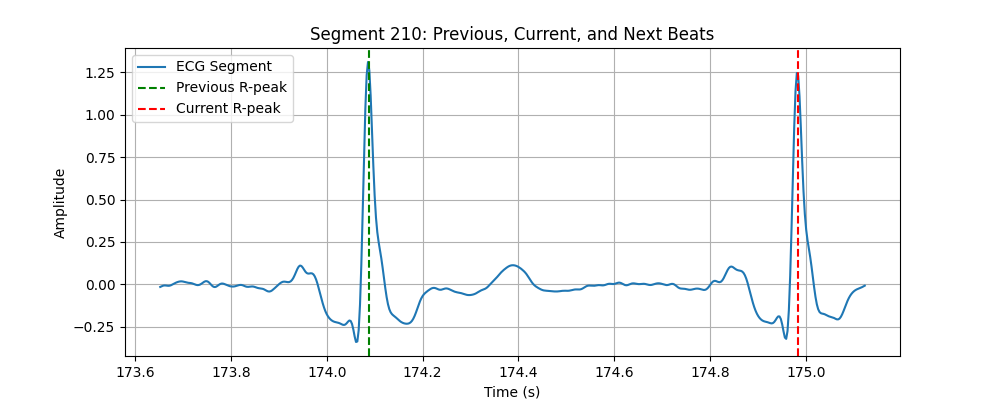 Segment 210: Previous, Current, and Next Beats
ECG Segment
Previous R-peak
Current R-peak
Amplitude
1.25
1.00
0.75
0.50
0.25
0.00
−0.25
173.6 173.8 174.0 174.2 174.4 174.6 174.8 175.0
Time (s)